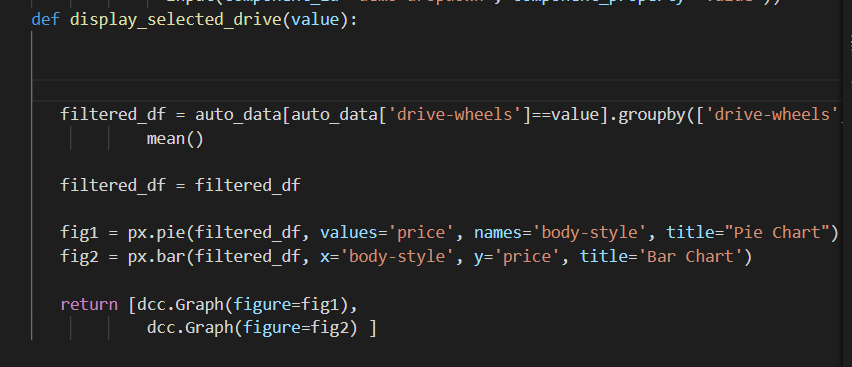 def display_selected_drive(value):
filtered_df = auto_data[auto_data['drive-wheels']==value].groupby(['drive-wheels'
mean()
filtered_df = filtered_df
fig1 = px.pie(filtered_df, values='price', names='body-style', title="Pie Chart")
fig2 = px.bar(filtered_df, x='body-style', y='price', title='Bar Chart')
return [dcc.Graph(figure=fig1),
dcc.Graph(figure=fig2) ]